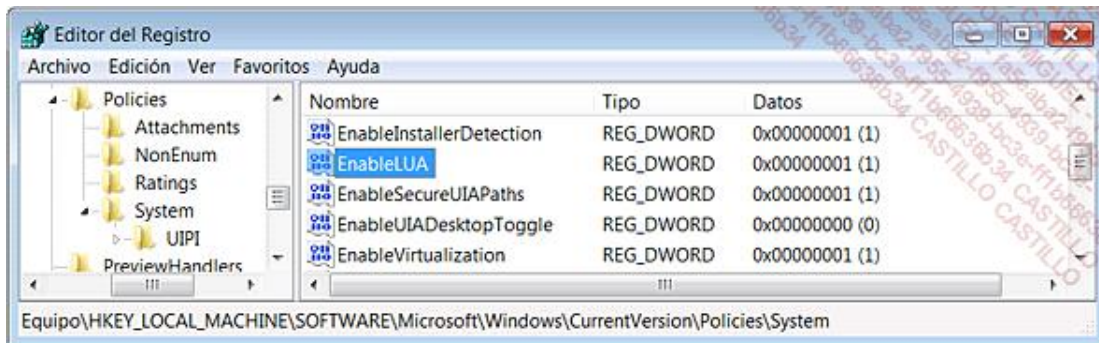 Editor del Registro
Archivo Edición Ver Favoritos Ayuda
Policies
Attachments
NonEnum
Ratings
System
UIPI
PreviewHandlers
Nombre Tipo Datos
EnableInstallerDetection REG_DWORD 0x00000001 (1)
EnableLUA REG_DWORD 0x00000001 (1)
EnableSecureUIAPaths REG_DWORD 0x00000001 (1)
EnableUIADesktopToggle REG_DWORD 0x00000000 (0)
EnableVirtualization REG_DWORD 0x00000001 (1)
Equipo\HKEY_LOCAL_MACHINE\SOFTWARE\Microsoft\Windows\CurrentVersion\Policies\System